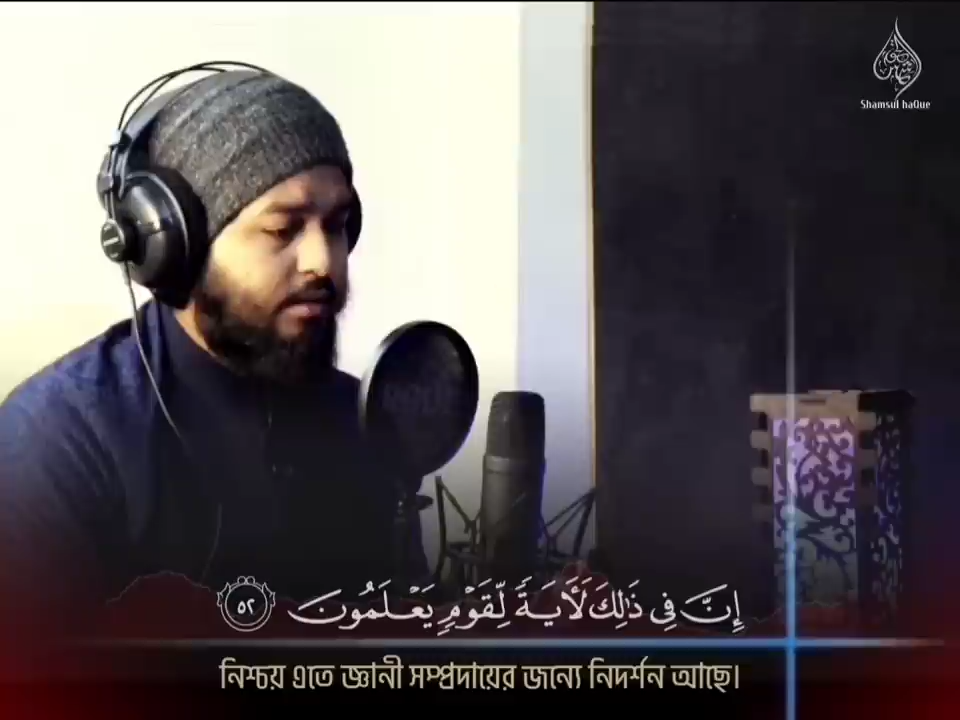 Shamsul haQue
إِنَّ فِي ذَٰلِكَ لَآيَةً لِّقَوْمٍ يَعْلَمُونَ ٥٢
নিশ্চয় এতে জ্ঞানী সম্প্রদায়ের জন্যে নিদর্শন আছে।